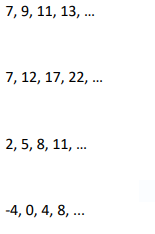 7, 9, 11, 13, ...
7, 12, 17, 22, ...
2, 5, 8, 11, ...
-4, 0, 4, 8, ...